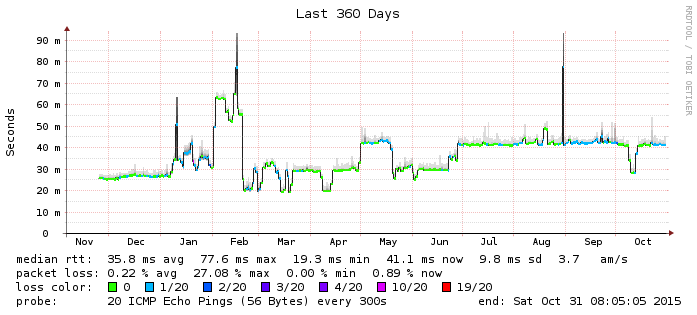 Last 360 Days
RRDTOOL / TOBI OETIKER
Seconds
90 m
80 m
70 m
60 m
50 m
40 m
30 m
20 m
10 m
0
Nov Dec Jan Feb Mar Apr May Jun Jul Aug Sep Oct
median rtt: 35.8 ms avg 77.6 ms max 19.3 ms min 41.1 ms now 9.8 ms sd 3.7 am/s
packet loss: 0.22 % avg 27.08 % max 0.00 % min 0.89 % now
loss color: 0 1/20 2/20 3/20 4/20 10/20 19/20
probe: 20 ICMP Echo Pings (56 Bytes) every 300s end: Sat Oct 31 08:05:05 2015